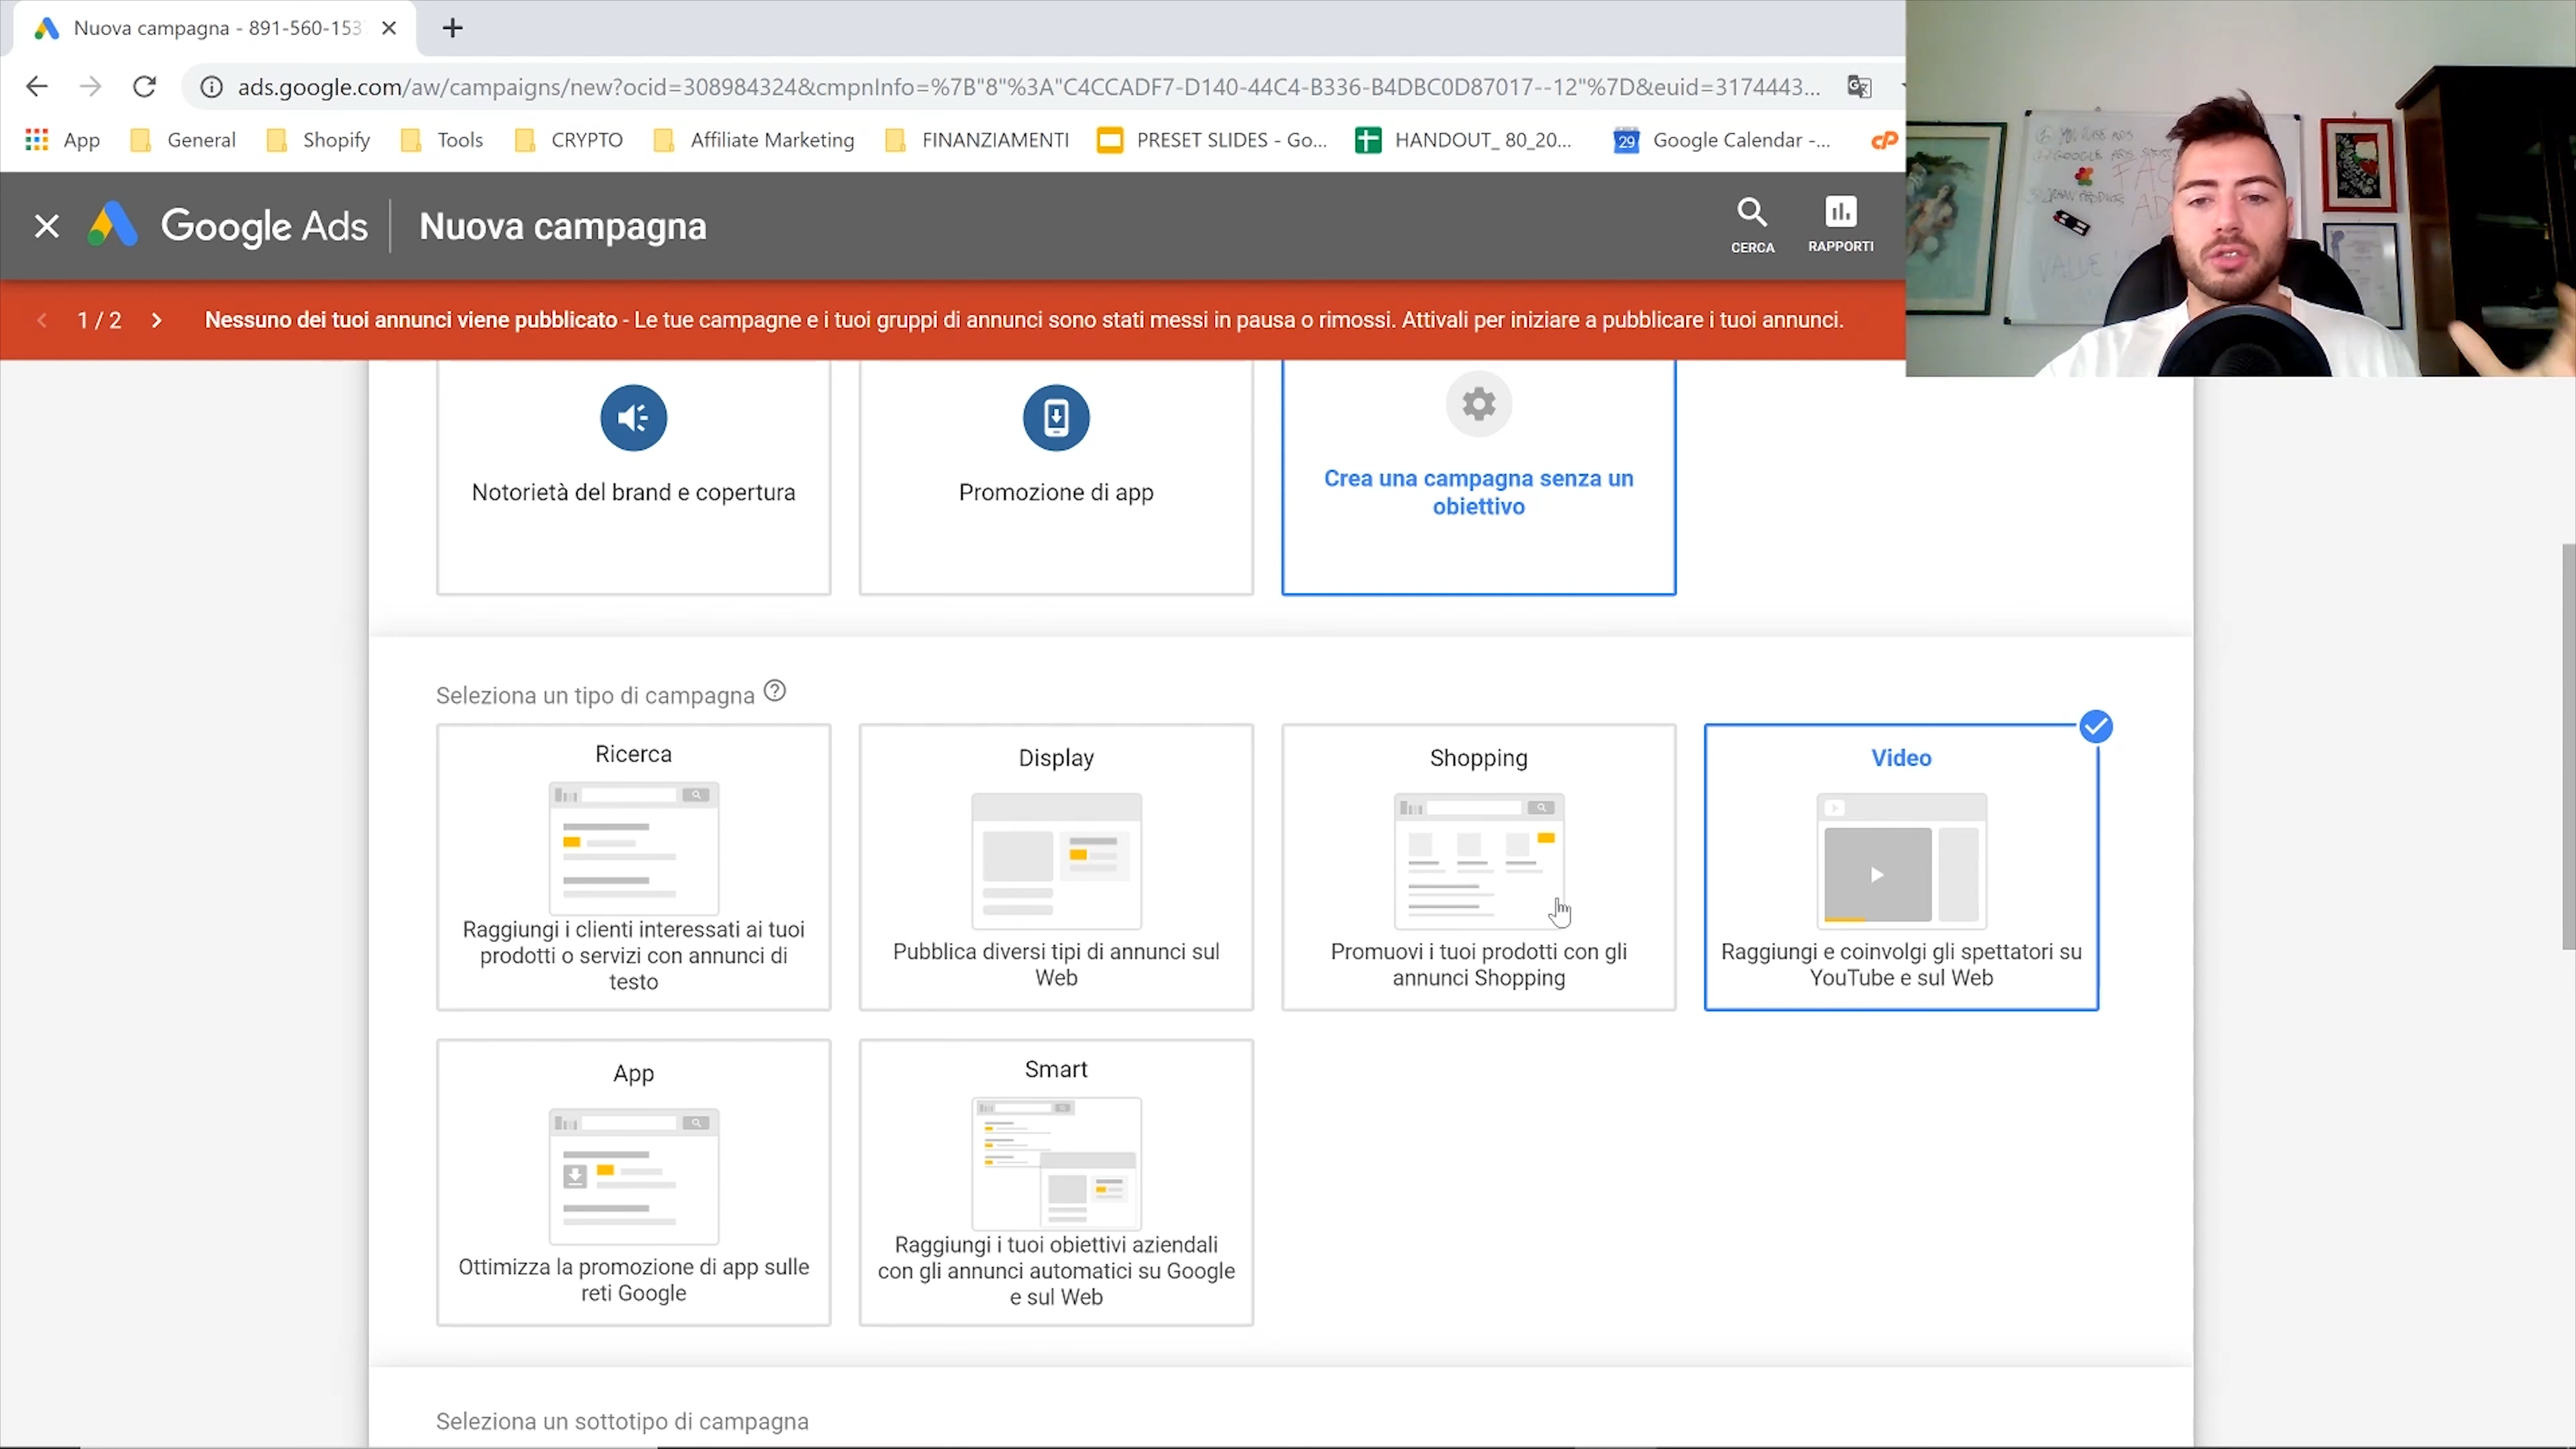 Nuova campagna - 891-560-153
ads.google.com/aw/campaigns/new?ocid=308984324&cmpnInfo=%7B"8"%3A"C4CCADF7-D140-44C4-B336-B4DBC0D87017--12"%7D&euid=3174443...
App
General
Shopify
Tools
CRYPTO
Affiliate Marketing
FINANZIAMENTI
PRESET SLIDES - Go...
HANDOUT_ 80_20...
29
Google Calendar -...
Google Ads
Nuova campagna
CERCA
RAPPORTI
1 / 2
Nessuno dei tuoi annunci viene pubblicato - Le tue campagne e i tuoi gruppi di annunci sono stati messi in pausa o rimossi. Attivali per iniziare a pubblicare i tuoi annunci.
Notorietà del brand e copertura
Promozione di app
Crea una campagna senza un
obiettivo
Seleziona un tipo di campagna
Ricerca
Raggiungi i clienti interessati ai tuoi
prodotti o servizi con annunci di
testo
Display
Pubblica diversi tipi di annunci sul
Web
Shopping
Promuovi i tuoi prodotti con gli
annunci Shopping
Video
Raggiungi e coinvolgi gli spettatori su
YouTube e sul Web
App
Ottimizza la promozione di app sulle
reti Google
Smart
Raggiungi i tuoi obiettivi aziendali
con gli annunci automatici su Google
e sul Web
Seleziona un sottotipo di campagna